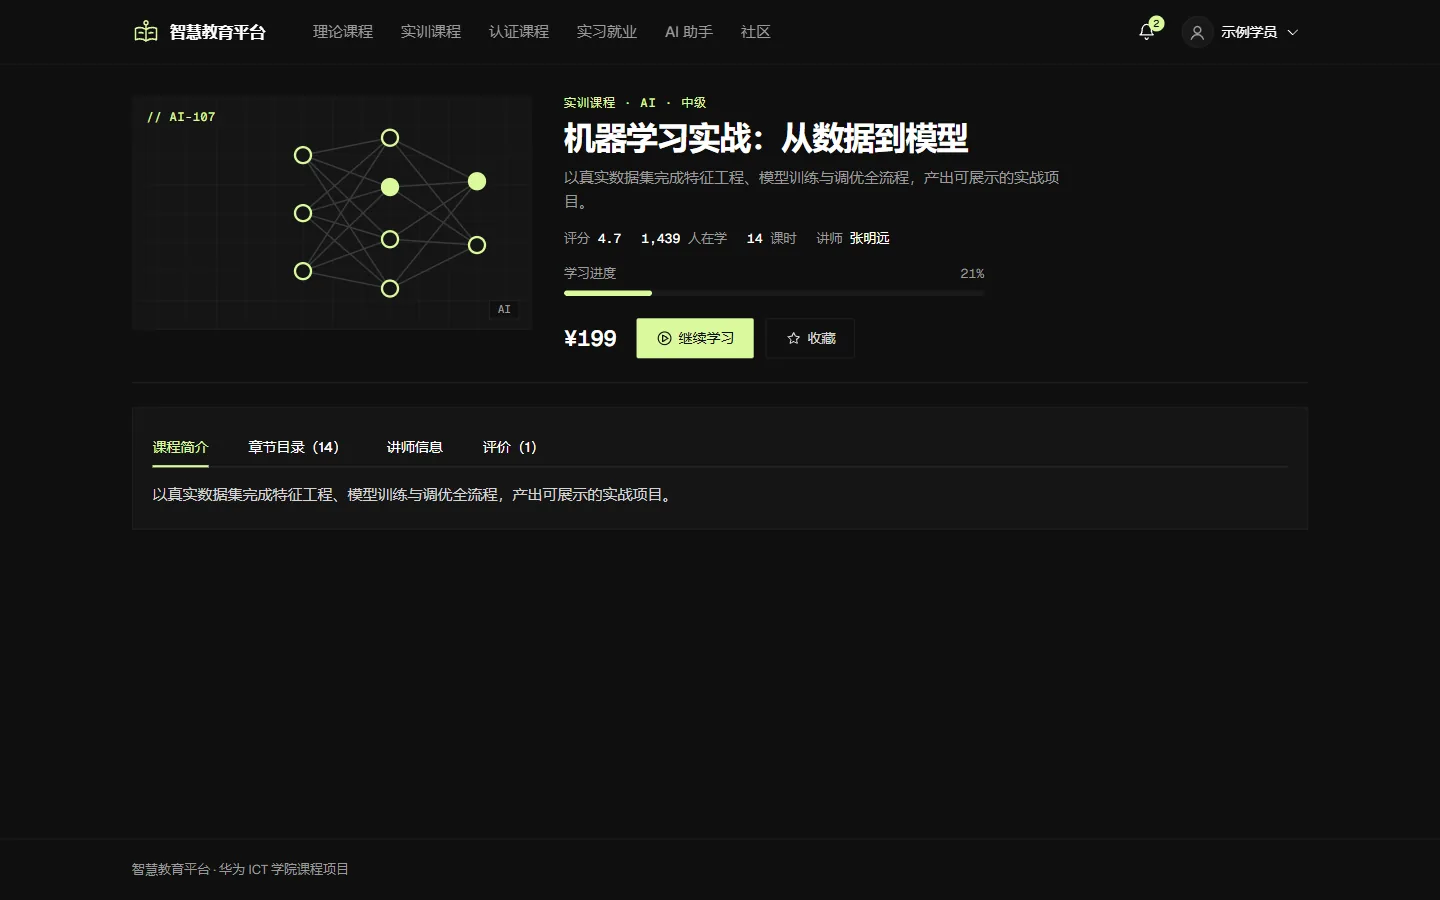 智慧教育平台 理论课程 实训课程 认证课程 实习就业 AI 助手 社区 2 示例学员
// AI-107
AI
实训课程 · AI · 中级
机器学习实战：从数据到模型
以真实数据集完成特征工程、模型训练与调优全流程，产出可展示的实战项
目。
评分 4.7 1,439 人在学 14 课时 讲师 张明远
学习进度 21%
¥199 继续学习 收藏
课程简介 章节目录（14） 讲师信息 评价（1）
以真实数据集完成特征工程、模型训练与调优全流程，产出可展示的实战项目。
智慧教育平台 · 华为 ICT 学院课程项目